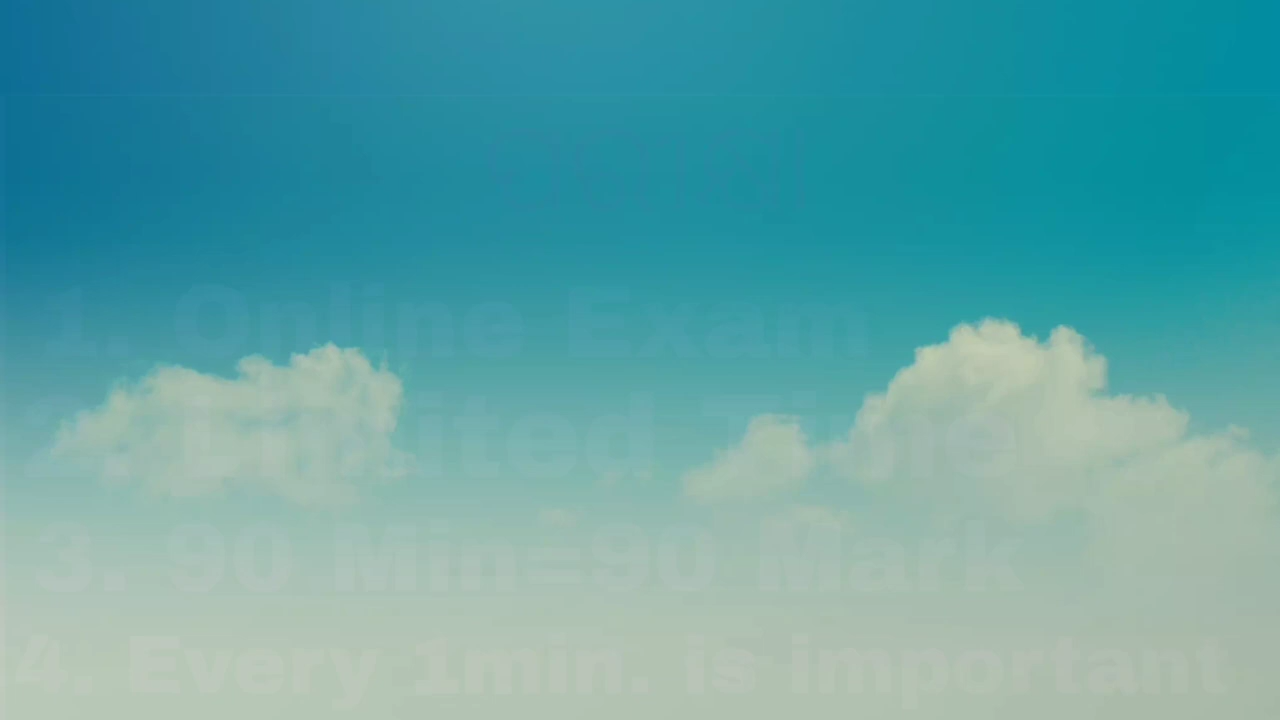 1. Online Exam
2. Limited Time
3. 90 Min=90 Mark
4. Every 1min. is important